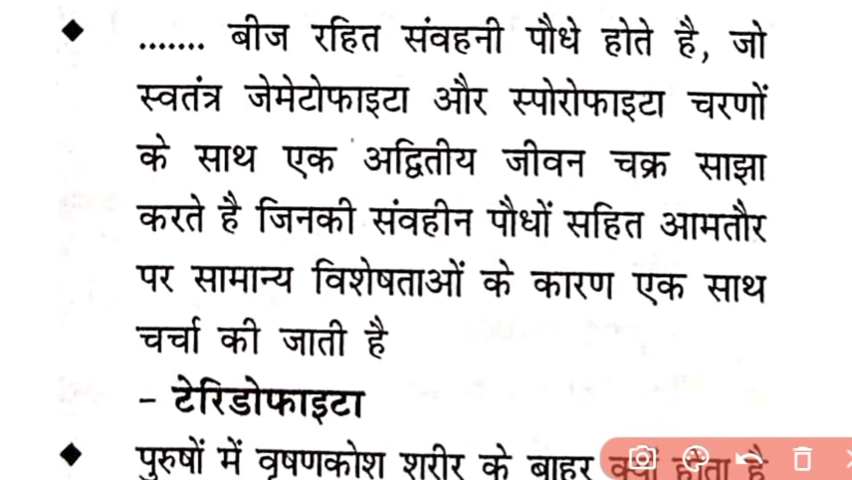 ....... बीज रहित संवहनी पौधे होते है, जो
स्वतंत्र जेमेटोफाइटा और स्पोरोफाइटा चरणों
के साथ एक अद्वितीय जीवन चक्र साझा
करते है जिनकी संवहीन पौधों सहित आमतौर
पर सामान्य विशेषताओं के कारण एक साथ
चर्चा की जाती है
- टेरिडोफाइटा
पुरुषों में वृषणकोश शरीर के बाहर क्यों होता है